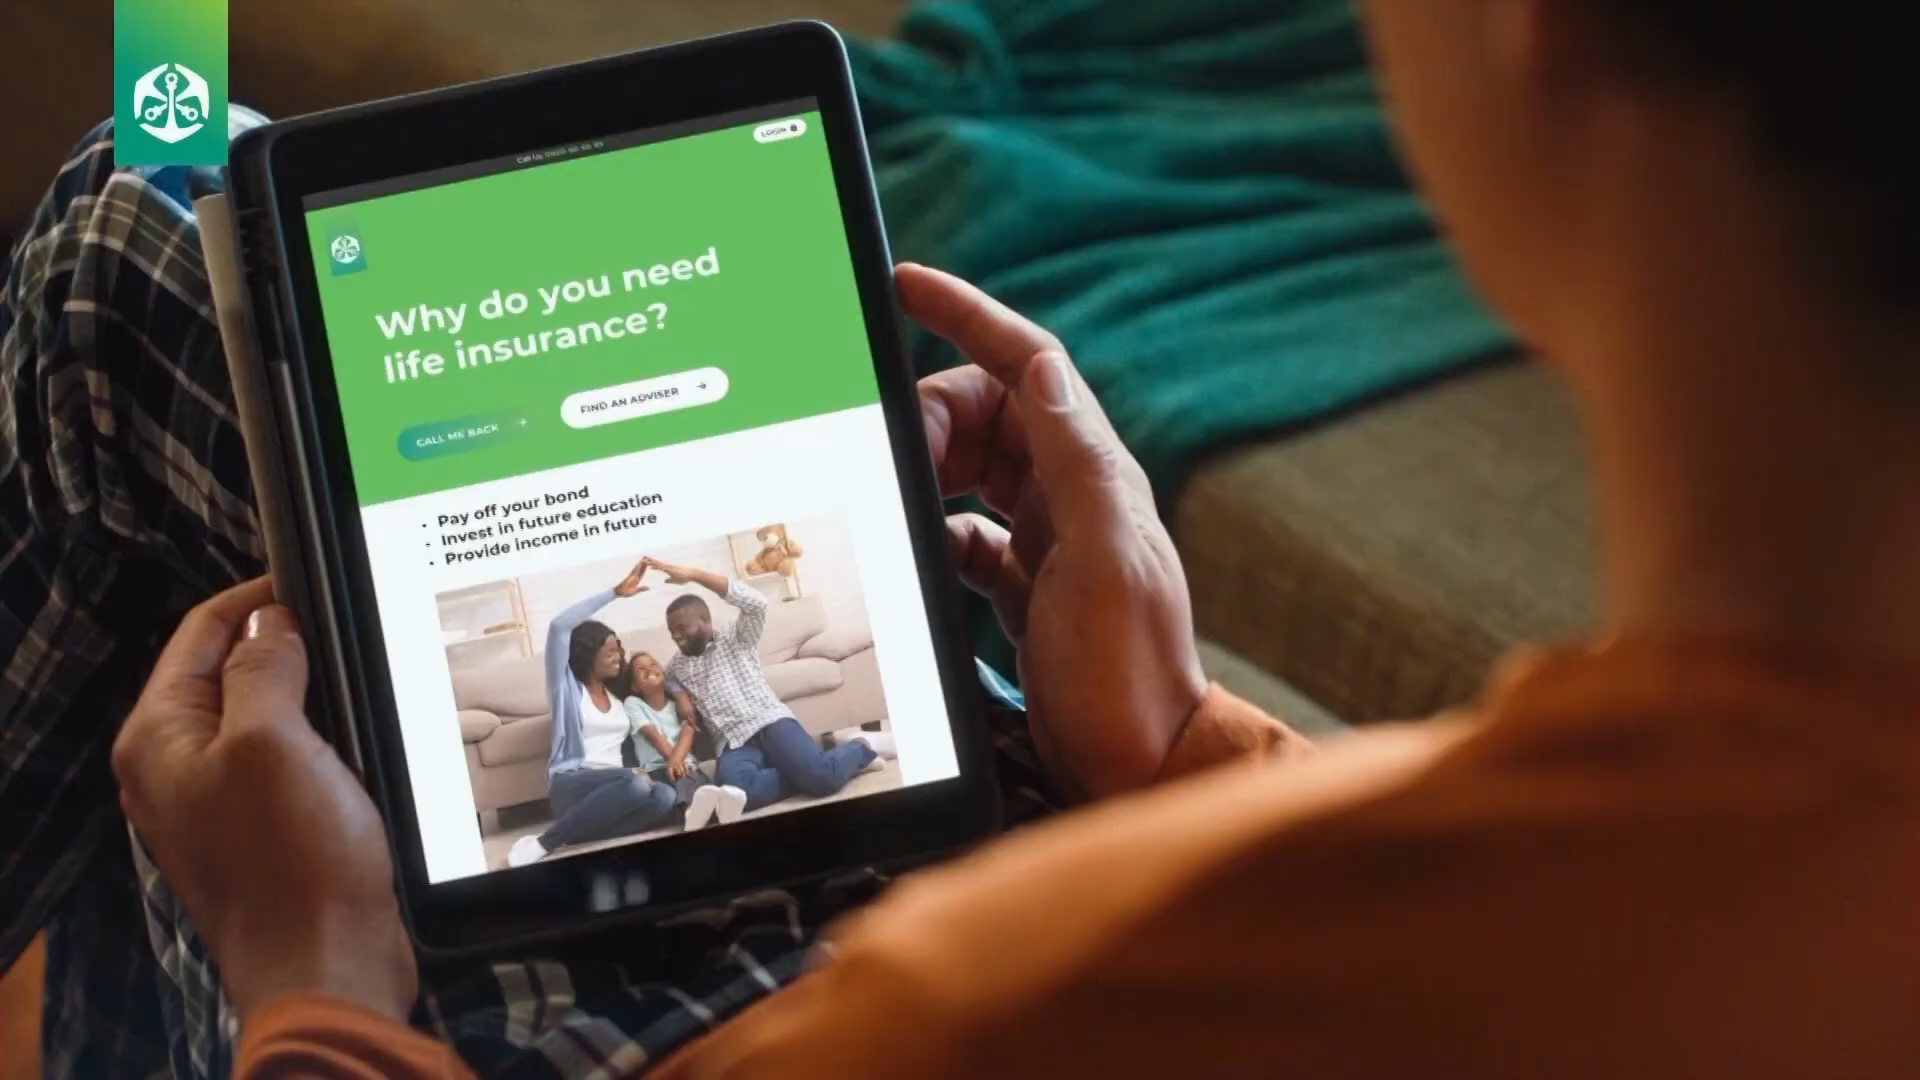 LOGIN
Why do you need
life insurance?
CALL ME BACK
FIND AN ADVISER
Pay off your bond
Invest in future education
Provide income in future